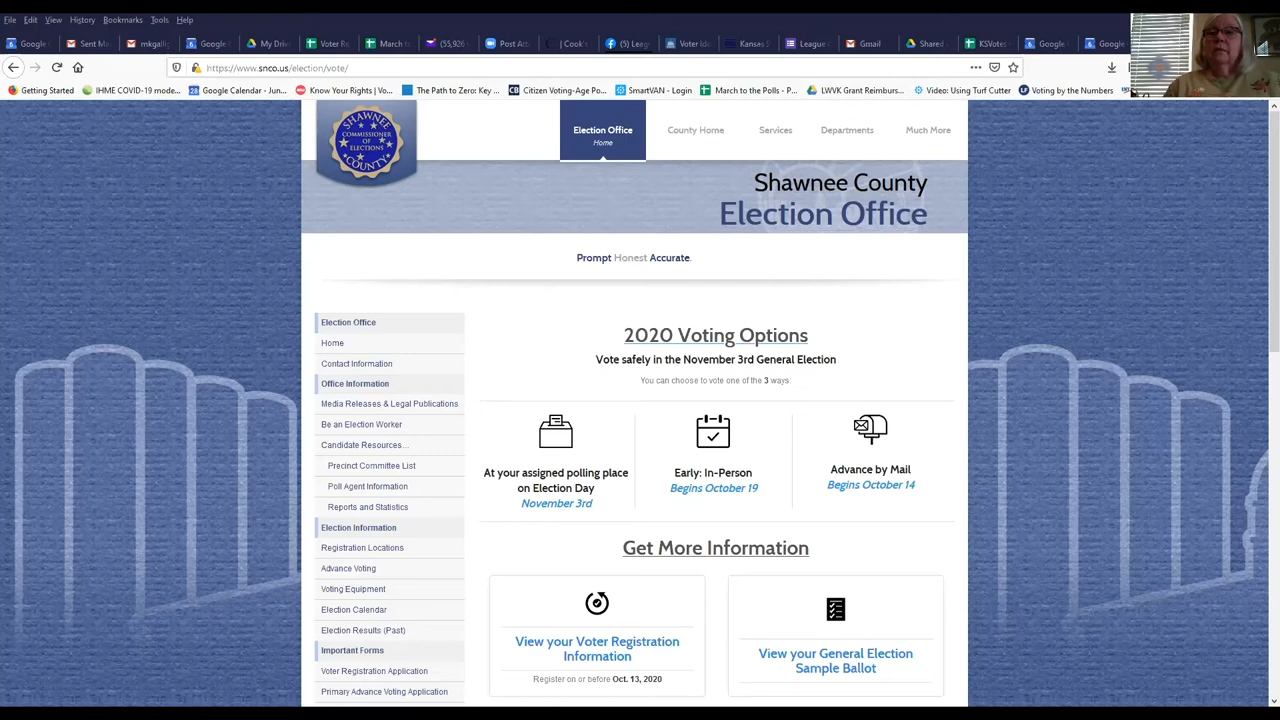 File Edit View History Bookmarks Tools Help
Google Sent M mkgalli Google My Driv Voter R March Post A Cook's (5) Leag Voter Kansas S League Gmail Shared KSVotes Google Google
https://www.snco.us/election/vote/
Getting Started IHME COVID-19 mode... Google Calendar - Jun... Know Your Rights | Vo... The Path to Zero: Key ... Citizen Voting-Age Po... SmartVAN - Login March to the Polls - P... LWVK Grant Reimburs... Video: Using Turf Cutter Voting by the Numbers
SHAWNEE
COMMISSIONER
OF
ELECTIONS
COUNTY
Election Office
Home
County Home
Services
Departments
Much More
Shawnee County
Election Office
Prompt Honest Accurate.
Election Office
Home
Contact Information
Office Information
Media Releases & Legal Publications
Be an Election Worker
Candidate Resources...
Precinct Committee List
Poll Agent Information
Reports and Statistics
Election Information
Registration Locations
Advance Voting
Voting Equipment
Election Calendar
Election Results (Past)
Important Forms
Voter Registration Application
Primary Advance Voting Application
2020 Voting Options
Vote safely in the November 3rd General Election
You can choose to vote one of the 3 ways:
At your assigned polling place
on Election Day
November 3rd
Early: In-Person
Begins October 19
Advance by Mail
Begins October 14
Get More Information
View your Voter Registration
Information
Register on or before Oct. 13, 2020
View your General Election
Sample Ballot